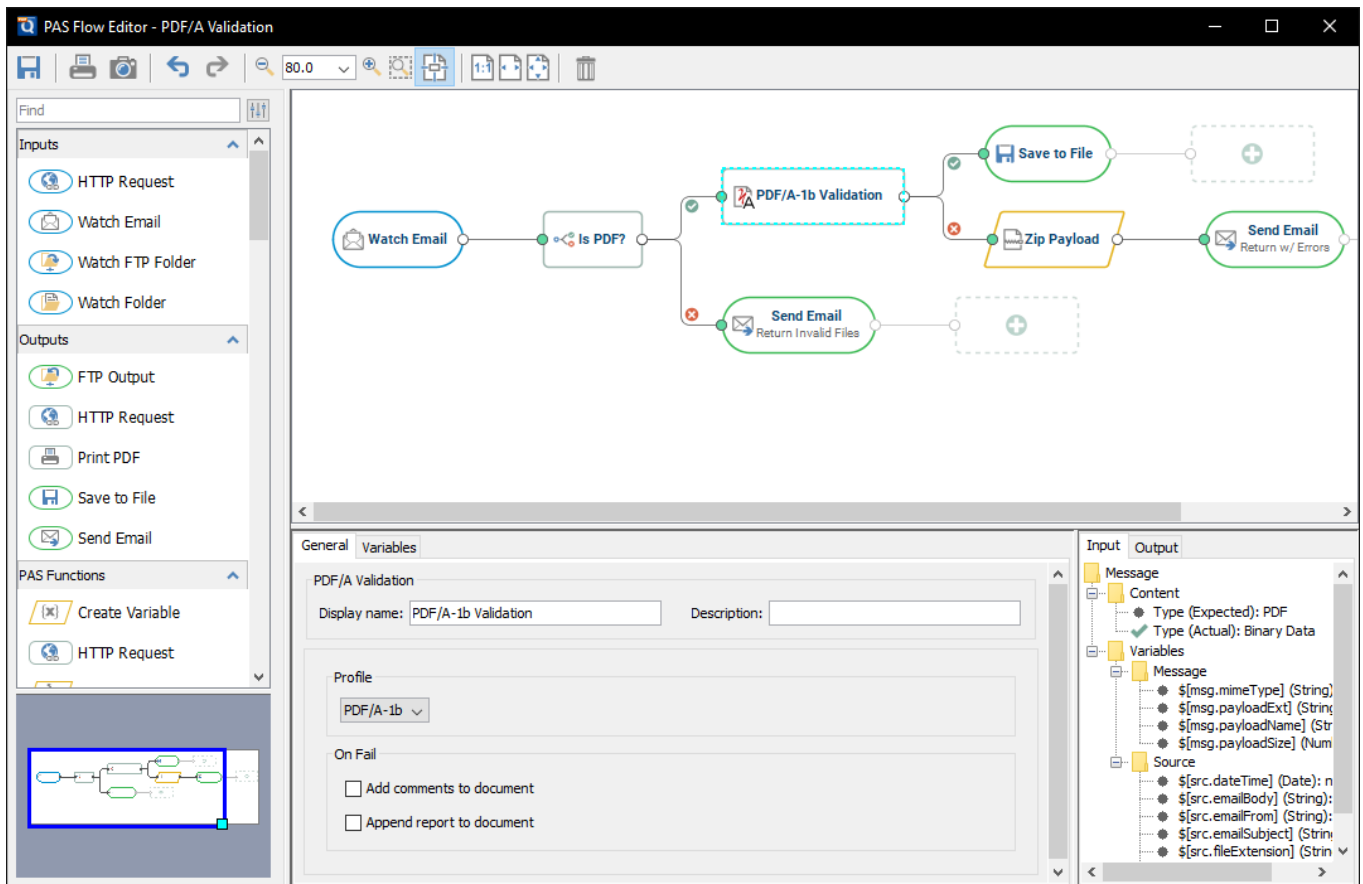 PAS Flow Editor - PDF/A Validation
80.0
1:1
Find
Inputs
HTTP Request
Watch Email
Watch FTP Folder
Watch Folder
Outputs
FTP Output
HTTP Request
Print PDF
Save to File
Send Email
PAS Functions
Create Variable
HTTP Request
Watch Email
Is PDF?
PDF/A-1b Validation
Save to File
Zip Payload
Send Email
Return w/ Errors
Send Email
Return Invalid Files
General Variables
PDF/A Validation
Display name: PDF/A-1b Validation Description:
Profile
PDF/A-1b
On Fail
Add comments to document
Append report to document
Input Output
Message
Content
Type (Expected): PDF
Type (Actual): Binary Data
Variables
Message
$[msg.mimeType] (String)
$[msg.payloadExt] (String
$[msg.payloadName] (Str
$[msg.payloadSize] (Num
Source
$[src.dateTime] (Date): n
$[src.emailBody] (String):
$[src.emailFrom] (String):
$[src.emailSubject] (String
$[src.fileExtension] (Strin